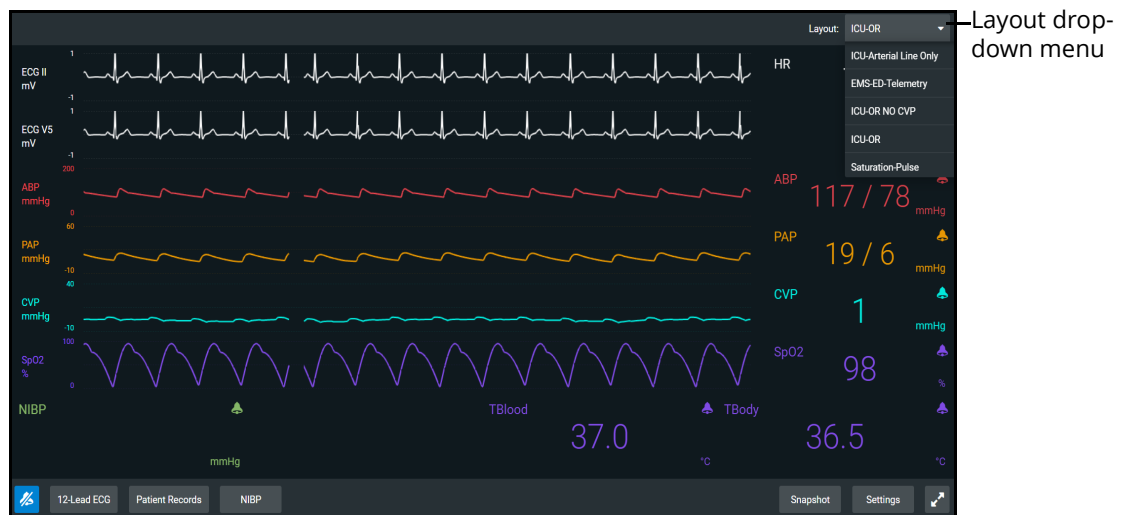 Layout: ICU-OR
Layout drop-
down menu
ICU-Arterial Line Only
EMS-ED-Telemetry
ICU-OR NO CVP
ICU-OR
Saturation-Pulse
1
ECG II
mV
-1
HR
1
ECG V5
mV
-1
200
ABP
mmHg
0
ABP
117 / 78
mmHg
60
PAP
mmHg
-10
PAP
19 / 6
mmHg
40
CVP
mmHg
-10
CVP
1
mmHg
100
SpO2
%
0
SpO2
98
%
NIBP
mmHg
TBlood
37.0
°C
TBody
36.5
°C
12-Lead ECG
Patient Records
NIBP
Snapshot
Settings